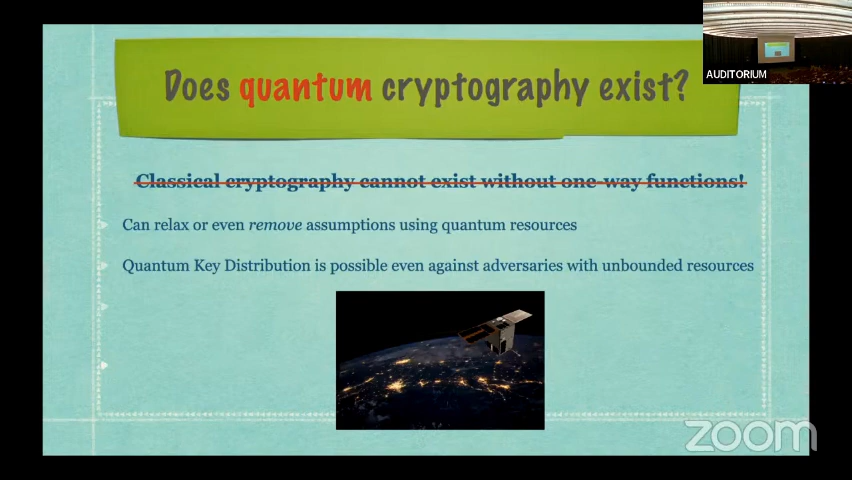 Does quantum cryptography exist?
AUDITORIUM
Classical cryptography cannot exist without one-way functions!
Can relax or even remove assumptions using quantum resources
Quantum Key Distribution is possible even against adversaries with unbounded resources
zoom